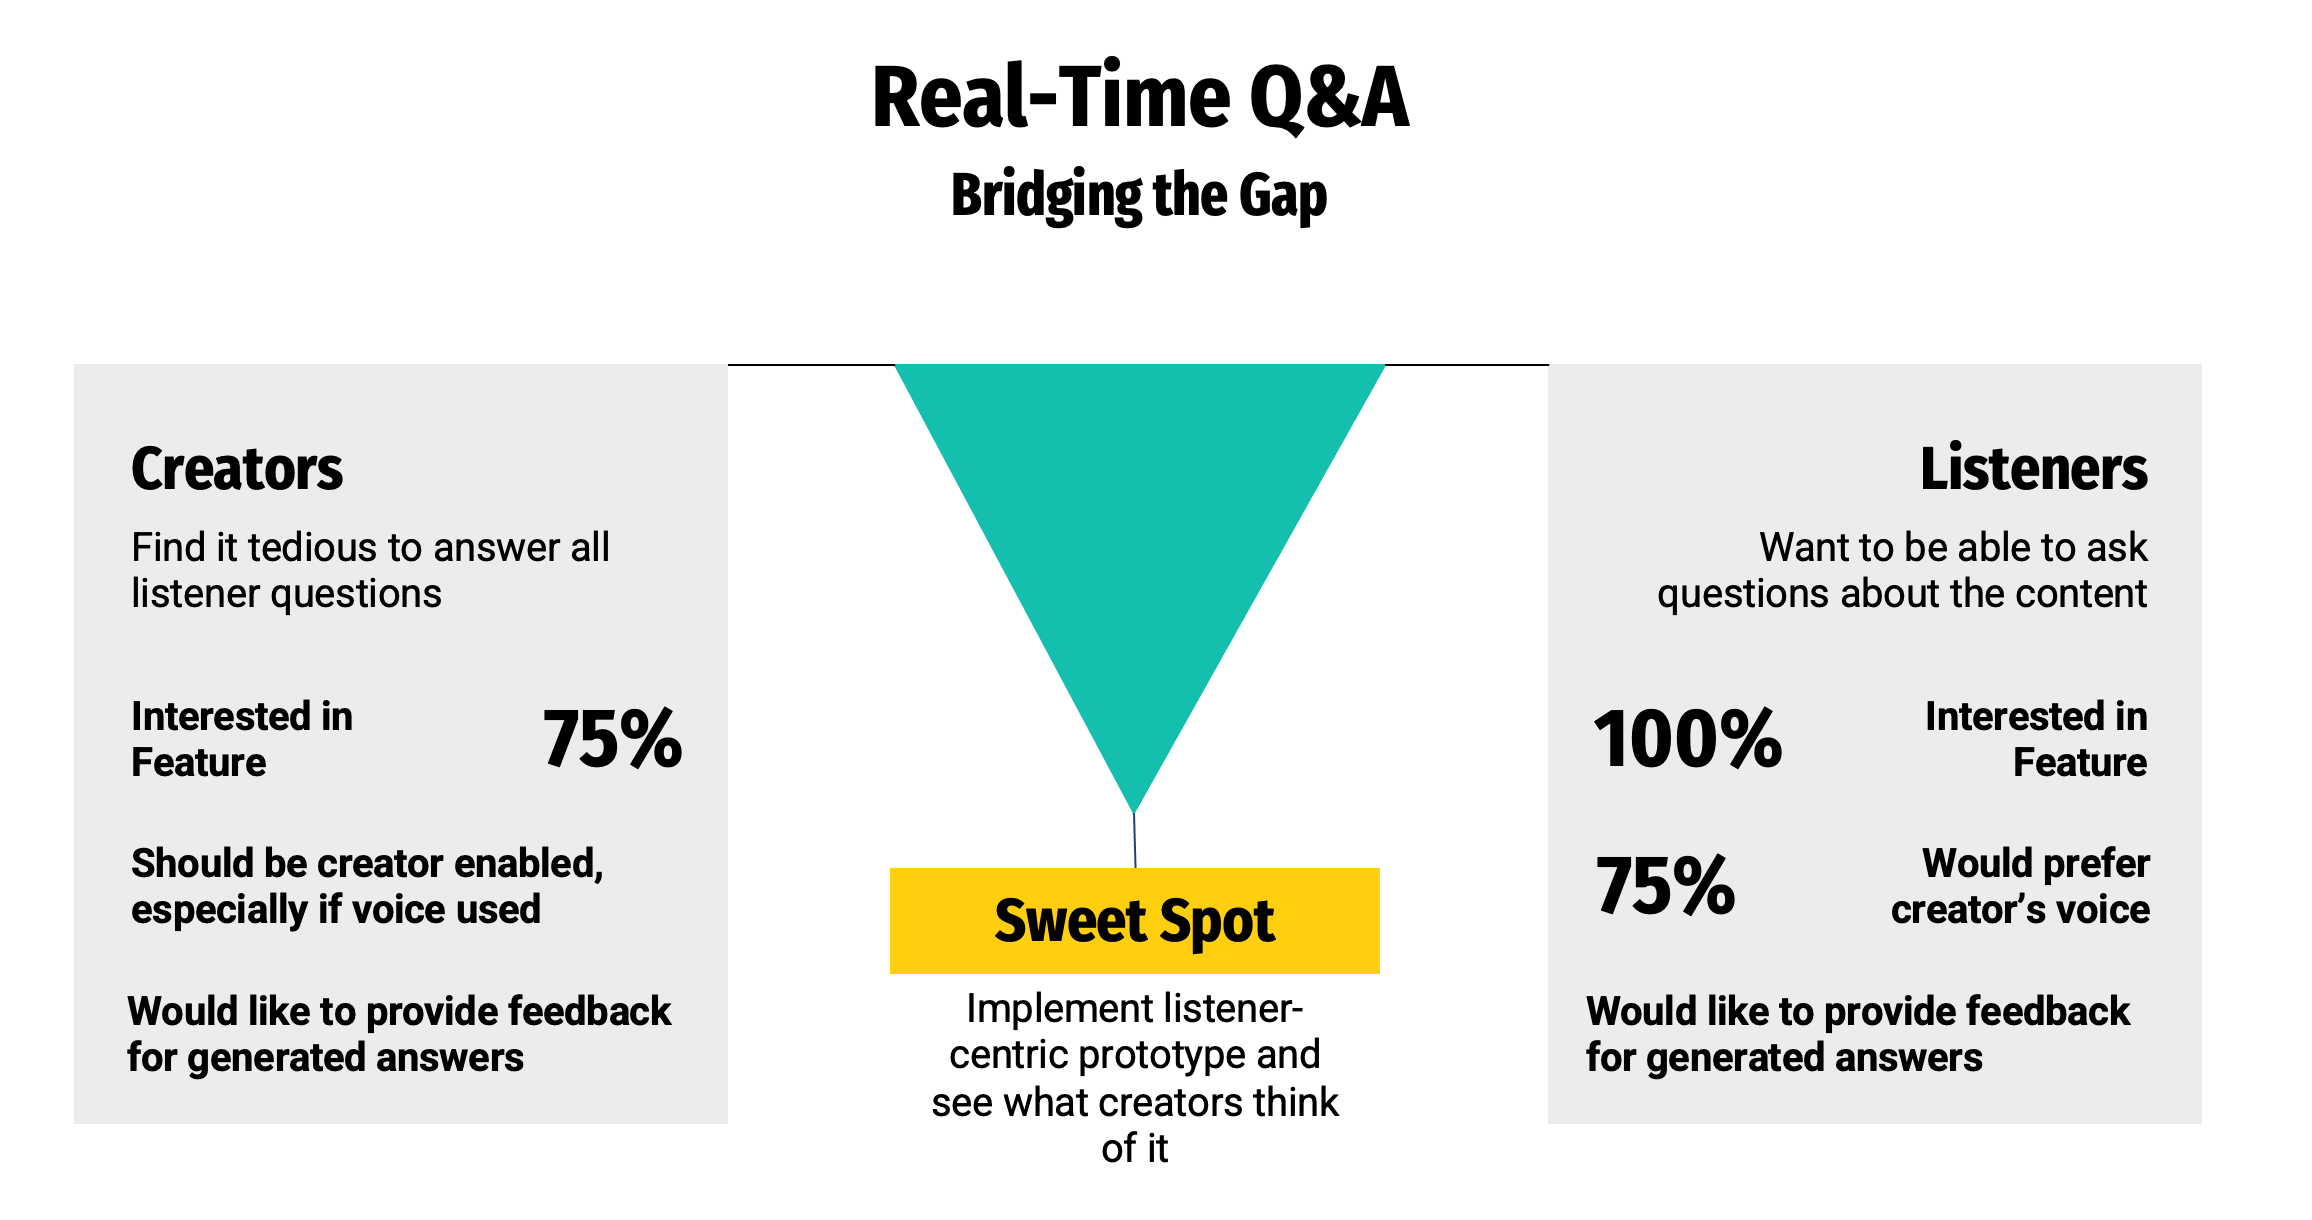 Real-Time Q&A
Bridging the Gap
Creators
Find it tedious to answer all
listener questions
Interested in
Feature
75%
Should be creator enabled,
especially if voice used
Would like to provide feedback
for generated answers
Sweet Spot
Implement listener-
centric prototype and
see what creators think
of it
Listeners
Want to be able to ask
questions about the content
100%
Interested in
Feature
75%
Would prefer
creator’s voice
Would like to provide feedback
for generated answers